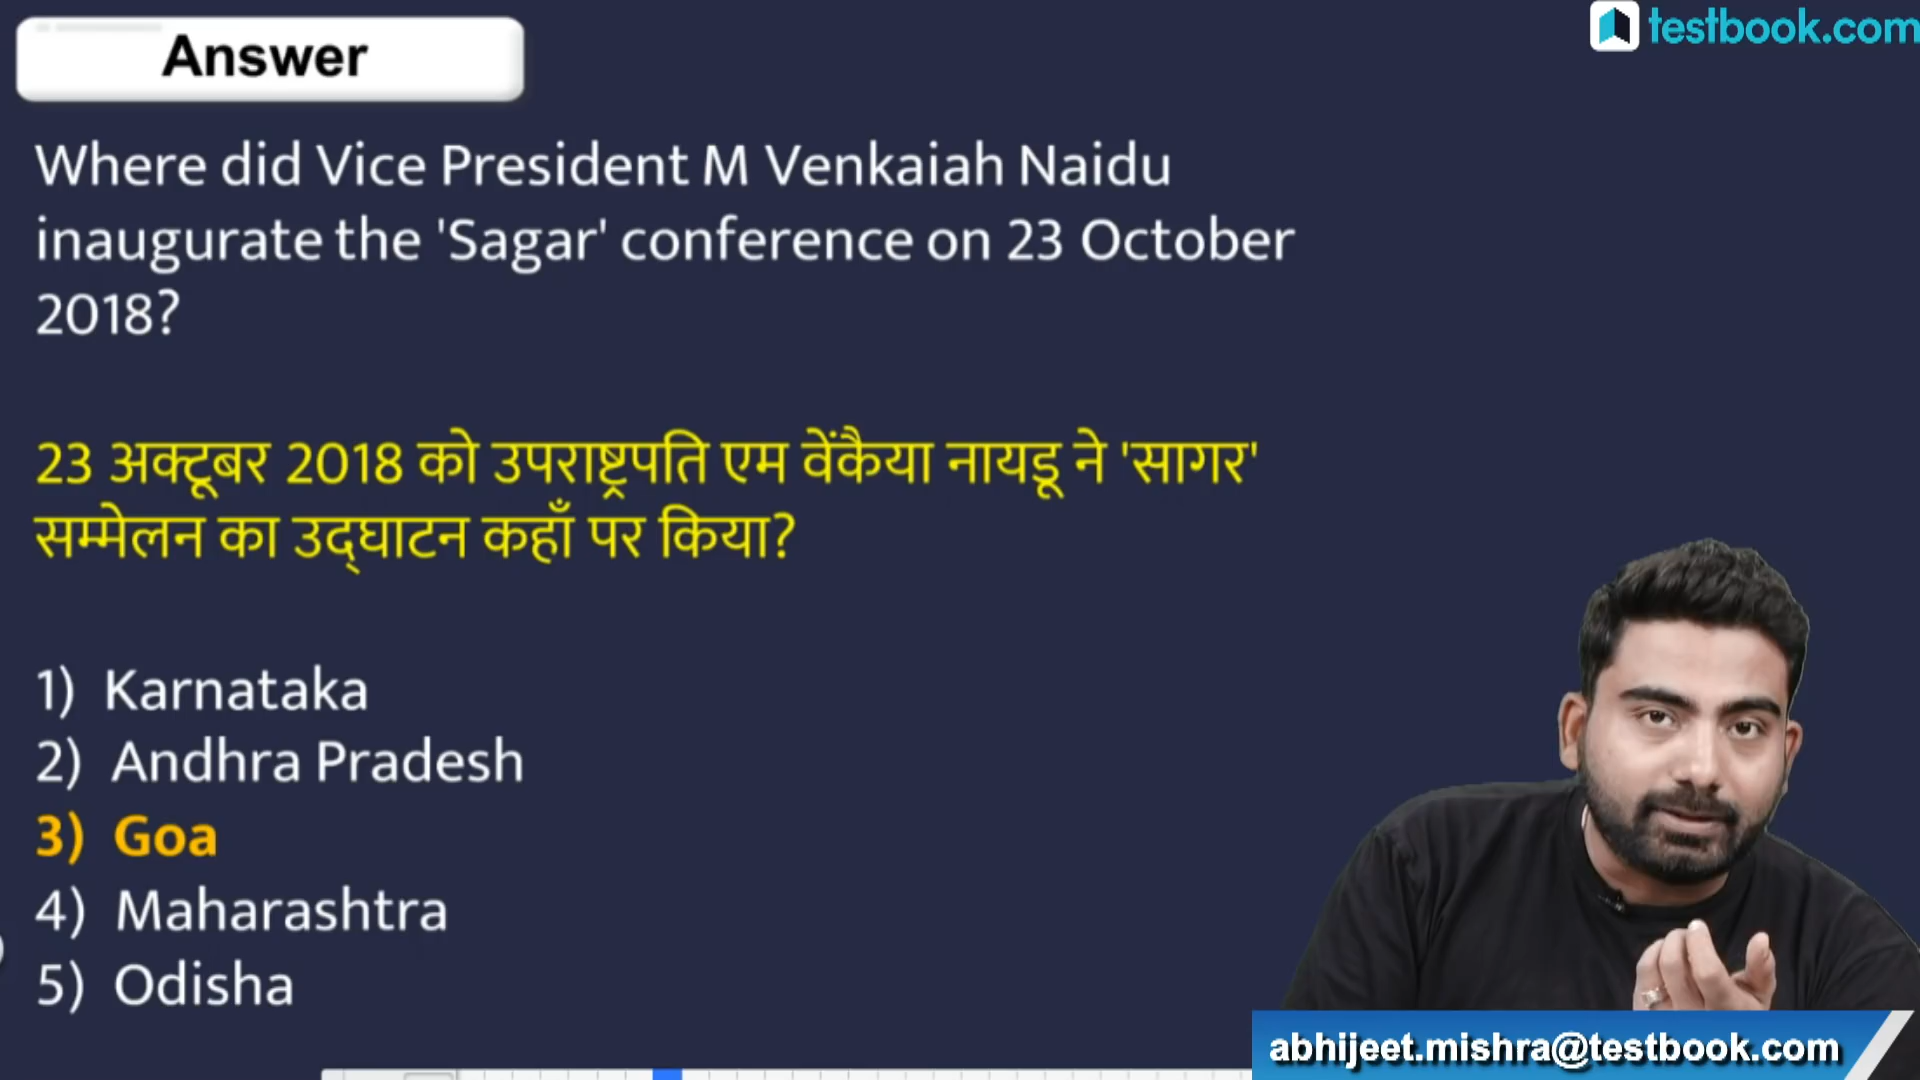 Answer
testbook.com
Where did Vice President M Venkaiah Naidu
inaugurate the 'Sagar' conference on 23 October
2018?
23 अक्टूबर 2018 को उपराष्ट्रपति एम वेंकैया नायडू ने 'सागर'
सम्मेलन का उद्घाटन कहाँ पर किया?
1) Karnataka
2) Andhra Pradesh
3) Goa
4) Maharashtra
5) Odisha
abhijeet.mishra@testbook.com